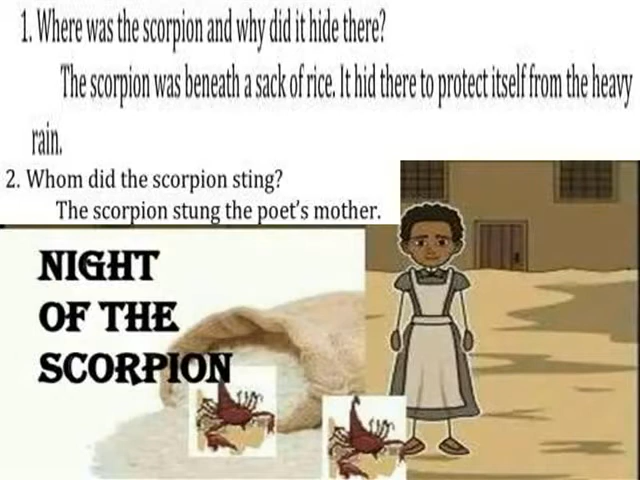 1. Where was the scorpion and why did it hide there?
The scorpion was beneath a sack of rice. It hid there to protect itself from the heavy
rain.
2. Whom did the scorpion sting?
The scorpion stung the poet's mother.
NIGHT
OF THE
SCORPION